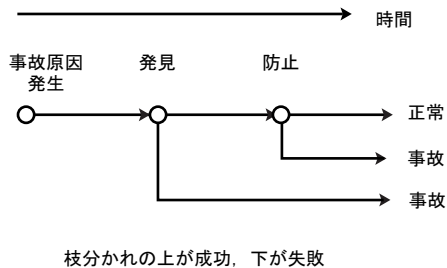 時間
事故原因
発生
発見
防止
正常
事故
事故
枝分かれの上が成功，下が失敗